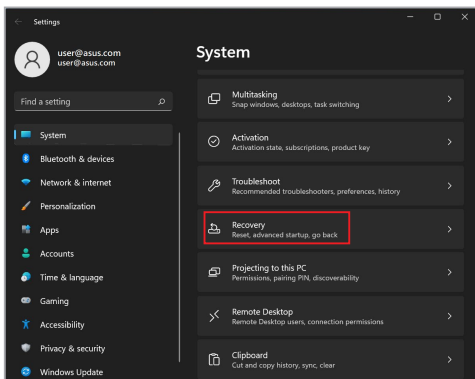 Settings
user@asus.com
user@asus.com
Find a setting
System
Bluetooth & devices
Network & internet
Personalization
Apps
Accounts
Time & language
Gaming
Accessibility
Privacy & security
Windows Update
System
Multitasking
Snap windows, desktops, task switching
Activation
Activation state, subscriptions, product key
Troubleshoot
Recommended troubleshooters, preferences, history
Recovery
Reset, advanced startup, go back
Projecting to this PC
Permissions, pairing PIN, discoverability
Remote Desktop
Remote Desktop users, connection permissions
Clipboard
Cut and copy history, sync, clear